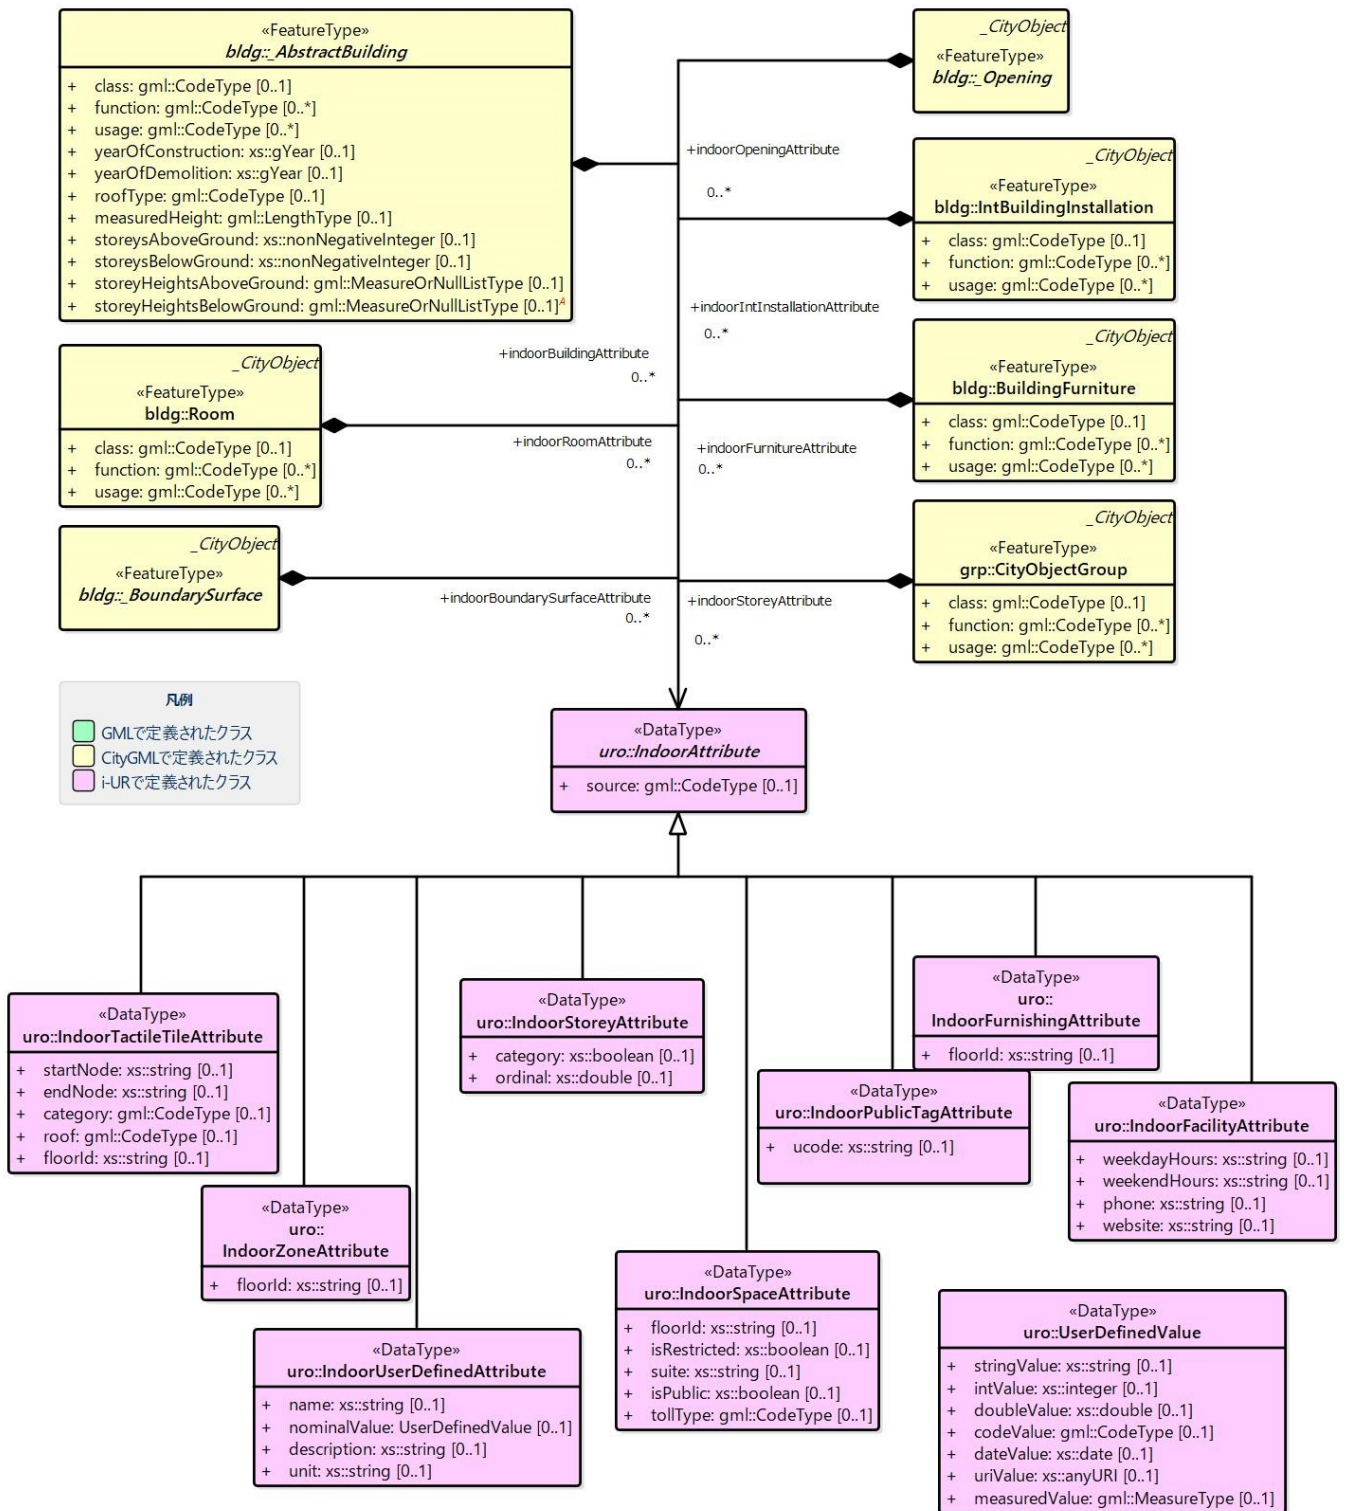 «FeatureType»
bldg::_AbstractBuilding
+ class: gml::CodeType [0..1]
+ function: gml::CodeType [0..*]
+ usage: gml::CodeType [0..*]
+ yearOfConstruction: xs::gYear [0..1]
+ yearOfDemolition: xs::gYear [0..1]
+ roofType: gml::CodeType [0..1]
+ measuredHeight: gml::LengthType [0..1]
+ storeysAboveGround: xs::nonNegativeInteger [0..1]
+ storeysBelowGround: xs::nonNegativeInteger [0..1]
+ storeyHeightsAboveGround: gml::MeasureOrNullListType [0..1]
+ storeyHeightsBelowGround: gml::MeasureOrNullListType [0..1]
_CityObject
«FeatureType»
bldg::_Opening
+indoorOpeningAttribute
0..*
_CityObject
«FeatureType»
bldg::IntBuildingInstallation
+ class: gml::CodeType [0..1]
+ function: gml::CodeType [0..*]
+ usage: gml::CodeType [0..*]
+indoorIntInstallationAttribute
0..*
+indoorBuildingAttribute
0..*
_CityObject
«FeatureType»
bldg::Room
+ class: gml::CodeType [0..1]
+ function: gml::CodeType [0..*]
+ usage: gml::CodeType [0..*]
+indoorRoomAttribute
0..*
_CityObject
«FeatureType»
bldg::BuildingFurniture
+ class: gml::CodeType [0..1]
+ function: gml::CodeType [0..*]
+ usage: gml::CodeType [0..*]
+indoorFurnitureAttribute
0..*
_CityObject
«FeatureType»
bldg::_BoundarySurface
+indoorBoundarySurfaceAttribute
0..*
_CityObject
«FeatureType»
grp::CityObjectGroup
+ class: gml::CodeType [0..1]
+ function: gml::CodeType [0..*]
+ usage: gml::CodeType [0..*]
+indoorStoreyAttribute
0..*
凡例
GMLで定義されたクラス
CityGMLで定義されたクラス
i-URで定義されたクラス
«DataType»
uro::IndoorAttribute
+ source: gml::CodeType [0..1]
«DataType»
uro::IndoorTactileTileAttribute
+ startNode: xs::string [0..1]
+ endNode: xs::string [0..1]
+ category: gml::CodeType [0..1]
+ roof: gml::CodeType [0..1]
+ floorId: xs::string [0..1]
«DataType»
uro::
IndoorZoneAttribute
+ floorId: xs::string [0..1]
«DataType»
uro::IndoorUserDefinedAttribute
+ name: xs::string [0..1]
+ nominalValue: UserDefinedValue [0..1]
+ description: xs::string [0..1]
+ unit: xs::string [0..1]
«DataType»
uro::IndoorStoreyAttribute
+ category: xs::boolean [0..1]
+ ordinal: xs::double [0..1]
«DataType»
uro::IndoorSpaceAttribute
+ floorId: xs::string [0..1]
+ isRestricted: xs::boolean [0..1]
+ suite: xs::string [0..1]
+ isPublic: xs::boolean [0..1]
+ tollType: gml::CodeType [0..1]
«DataType»
uro::IndoorPublicTagAttribute
+ ucode: xs::string [0..1]
«DataType»
uro::
IndoorFurnishingAttribute
+ floorId: xs::string [0..1]
«DataType»
uro::IndoorFacilityAttribute
+ weekdayHours: xs::string [0..1]
+ weekendHours: xs::string [0..1]
+ phone: xs::string [0..1]
+ website: xs::string [0..1]
«DataType»
uro::UserDefinedValue
+ stringValue: xs::string [0..1]
+ intValue: xs::integer [0..1]
+ doubleValue: xs::double [0..1]
+ codeValue: gml::CodeType [0..1]
+ dateValue: xs::date [0..1]
+ uriValue: xs::anyURI [0..1]
+ measuredValue: gml::MeasureType [0..1]